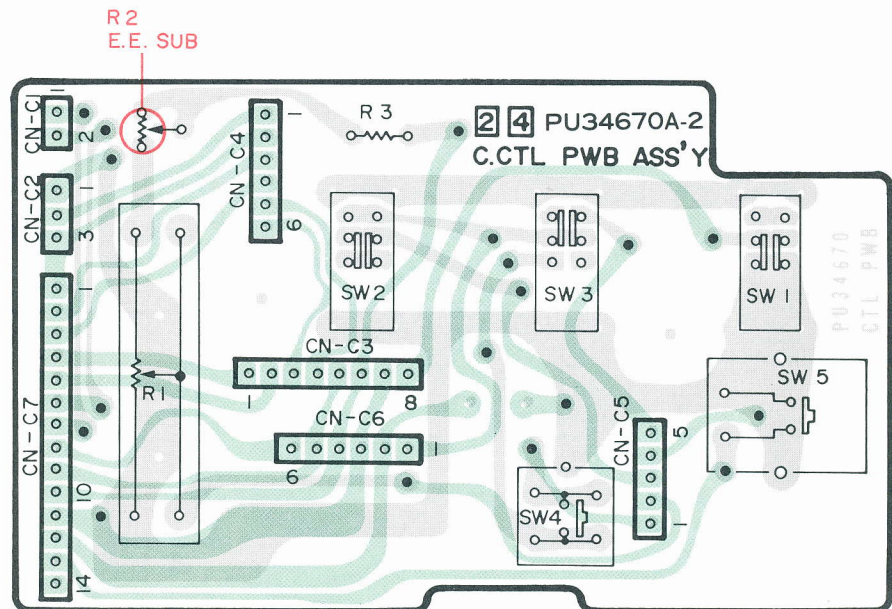 R2
E.E. SUB
CN-C1
1
2
CN-C4
1
6
R3
2 4 PU34670A-2
C.CTL PWB ASS'Y
CN-C2
1
3
SW2
SW3
SW1
PU34670
CTL PWB
CN-C7
1
10
14
R1
CN-C3
1
8
CN-C6
6
1
SW4
CN-C5
5
1
SW5